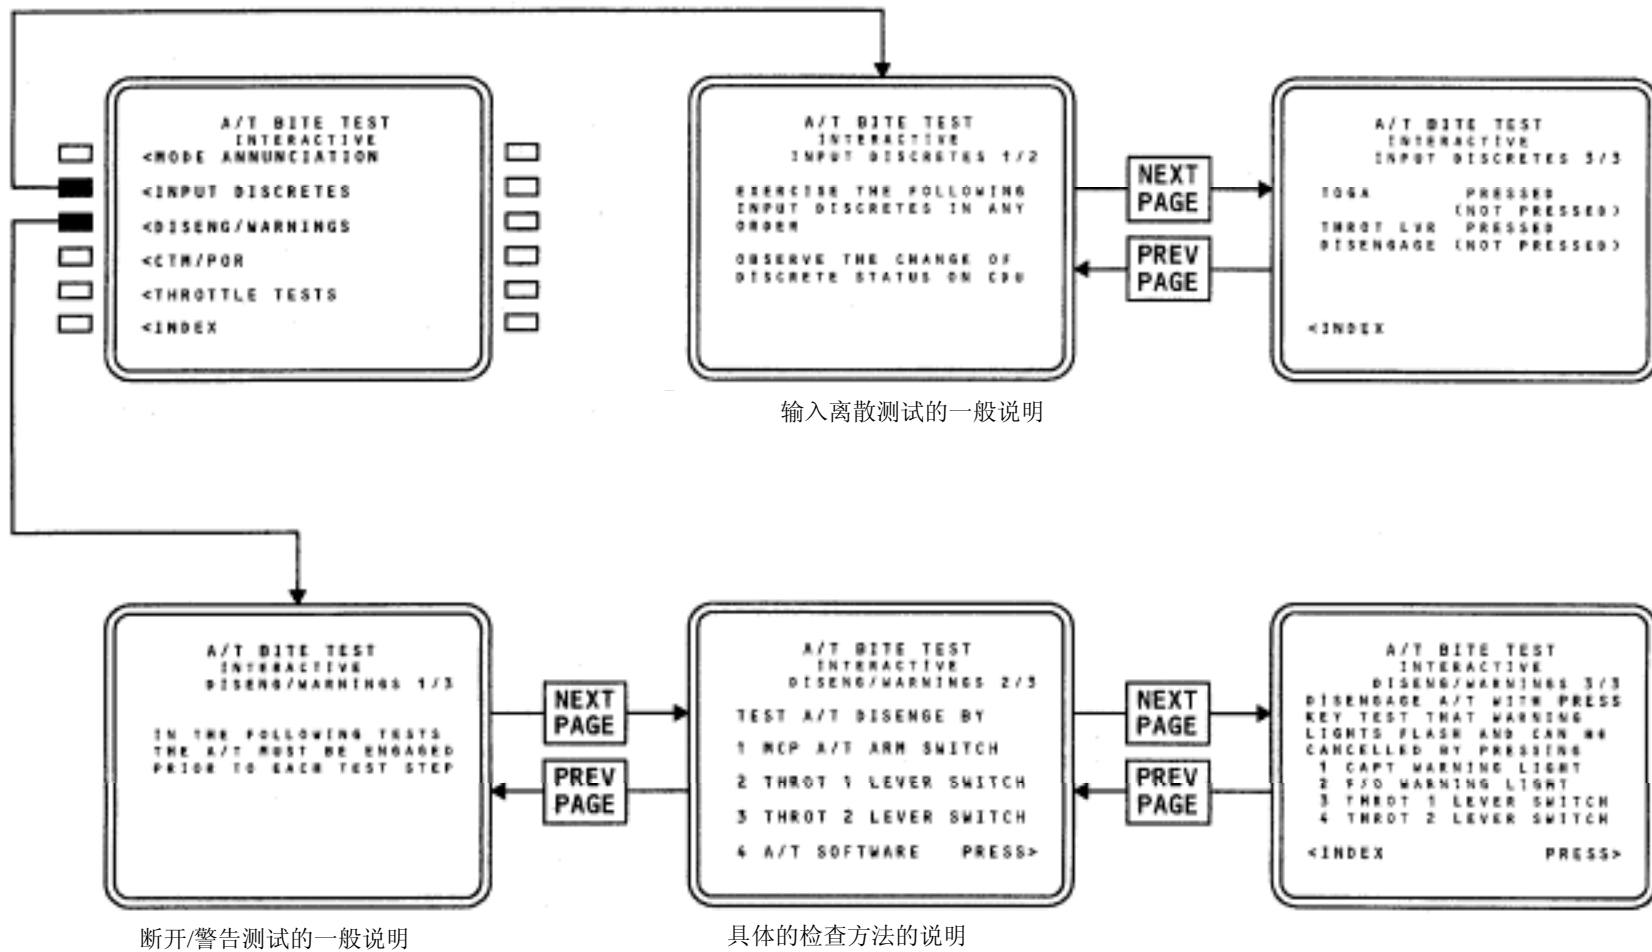 A/T BITE TEST
INTERACTIVE
<MODE ANNUNCIATION
<INPUT DISCRETES
<DISENG/WARNINGS
<CTM/POR
<THROTTLE TESTS
<INDEX
A/T BITE TEST
INTERACTIVE
INPUT DISCRETES 1/2
EXERCISE THE FOLLOWING
INPUT DISCRETES IN ANY
ORDER
OBSERVE THE CHANGE OF
DISCRETE STATUS ON CDU
NEXT
PAGE
PREV
PAGE
A/T BITE TEST
INTERACTIVE
INPUT DISCRETES 3/3
TOGA PRESSED
(NOT PRESSED)
THROT LVR PRESSED
DISENGAGE (NOT PRESSED)
<INDEX
输入离散测试的一般说明
A/T BITE TEST
INTERACTIVE
DISENG/WARNINGS 1/3
IN THE FOLLOWING TESTS
THE A/T MUST BE ENGAGED
PRIOR TO EACH TEST STEP
NEXT
PAGE
PREV
PAGE
A/T BITE TEST
INTERACTIVE
DISENG/WARNINGS 2/3
TEST A/T DISENGE BY
1 MCP A/T ARM SWITCH
2 THROT 1 LEVER SWITCH
3 THROT 2 LEVER SWITCH
4 A/T SOFTWARE PRESS>
NEXT
PAGE
PREV
PAGE
A/T BITE TEST
INTERACTIVE
DISENG/WARNINGS 3/3
DISENGAGE A/T WITH PRESS
KEY TEST THAT WARNING
LIGHTS FLASH AND CAN BE
CANCELLED BY PRESSING
1 CAPT WARNING LIGHT
2 F/O WARNING LIGHT
3 THROT 1 LEVER SWITCH
4 THROT 2 LEVER SWITCH
<INDEX PRESS>
断开/警告测试的一般说明
具体的检查方法的说明